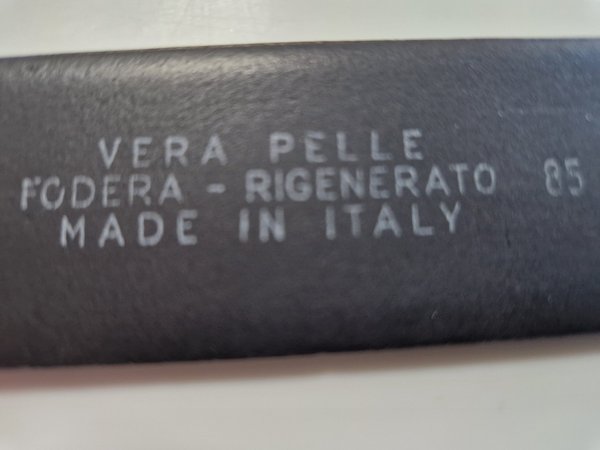 VERA PELLE
FODERA - RIGENERATO 85
MADE IN ITALY